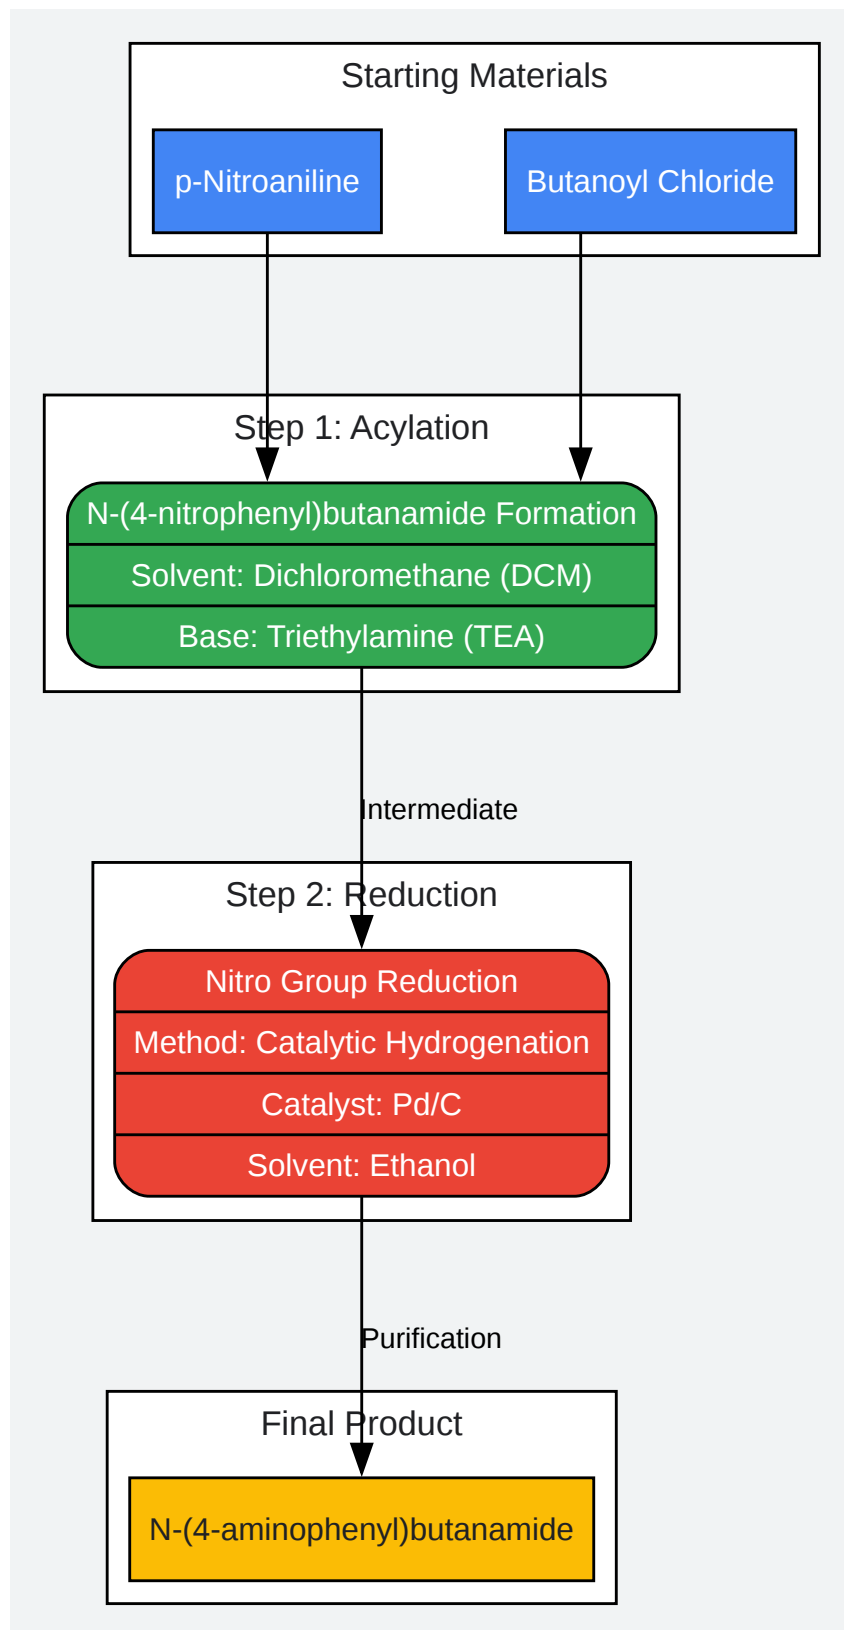 Starting Materials
p-Nitroaniline
Butanoyl Chloride
Step 1: Acylation
N-(4-nitrophenyl)butanamide Formation
Solvent: Dichloromethane (DCM)
Base: Triethylamine (TEA)
Intermediate
Step 2: Reduction
Nitro Group Reduction
Method: Catalytic Hydrogenation
Catalyst: Pd/C
Solvent: Ethanol
Purification
Final Product
N-(4-aminophenyl)butanamide